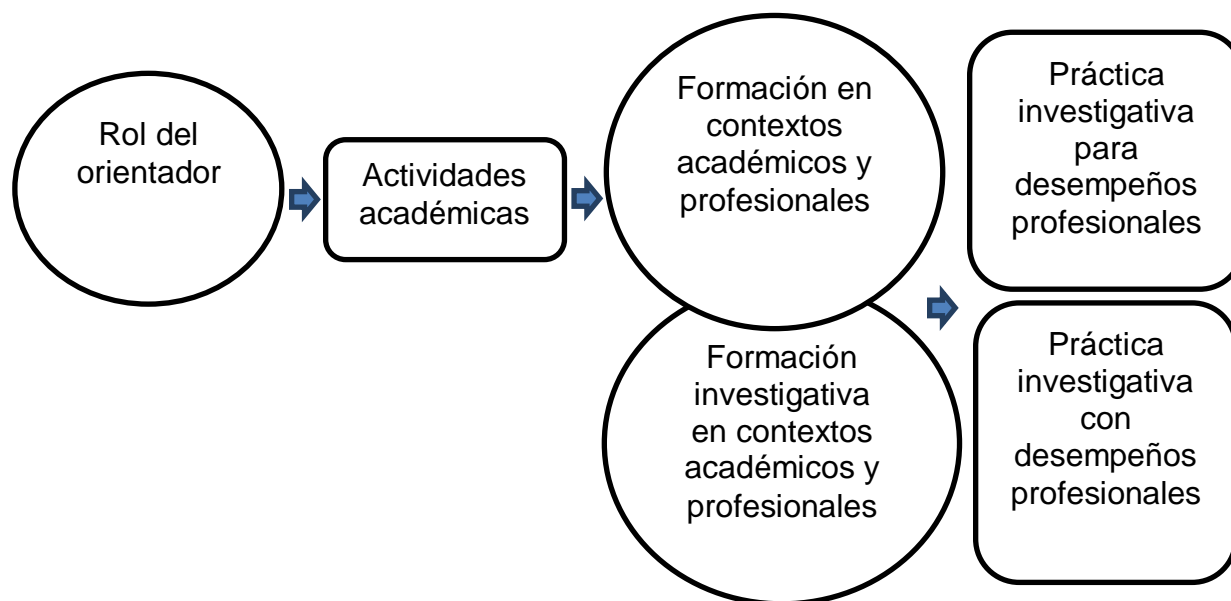 Rol del
orientador
Actividades
académicas
Formación en
contextos
académicos y
profesionales
Formación
investigativa
en contextos
académicos y
profesionales
Práctica
investigativa
para
desempeños
profesionales
Práctica
investigativa
con
desempeños
profesionales